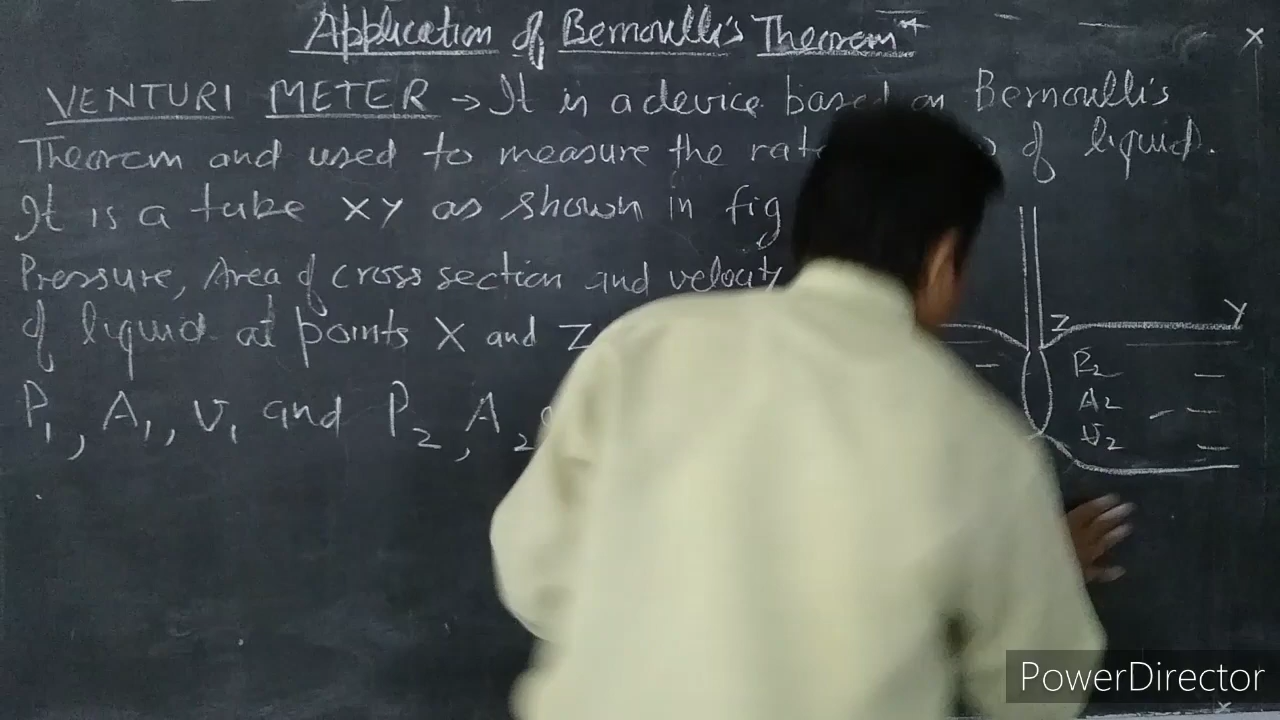 Application of Bernoulli's Theorem
VENTURI METER → It is a device based on Bernoulli's
Theorem and used to measure the rate of liquid.
It is a tube XY as shown in fig
Pressure, Area of cross section and velocity
of liquid at points X and Z
P1, A1, v1 and P2, A2
Z
Y
P2
A2
v2
X
X
PowerDirector